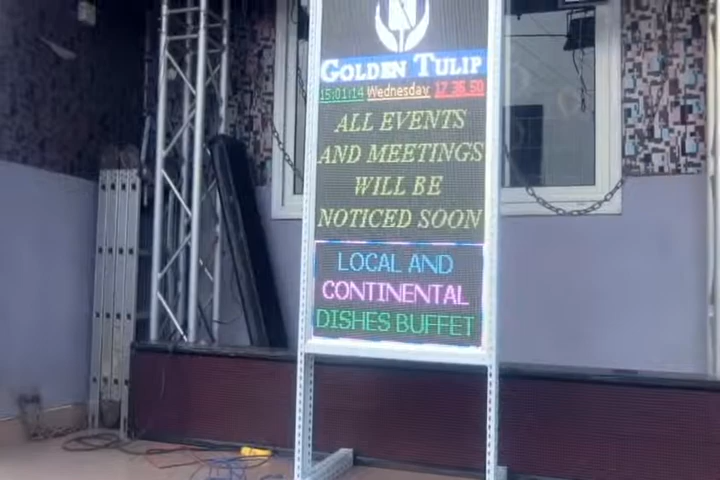 GOLDEN TULIP
15:01:14 Wednesday 17.36.50
ALL EVENTS
AND MEETINGS
WILL BE
NOTICED SOON
LOCAL AND
CONTINENTAL
DISHES BUFFET